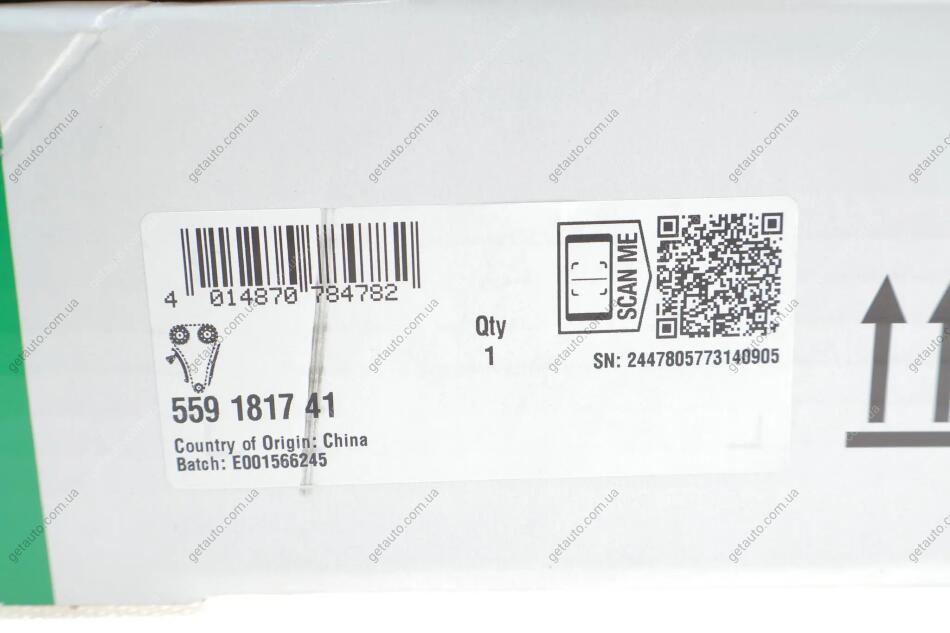 4 014870 784782
559 1817 41
Country of Origin: China
Batch: E001566245
Qty
1
SCAN ME
SN: 2447805773140905
getauto.com.ua